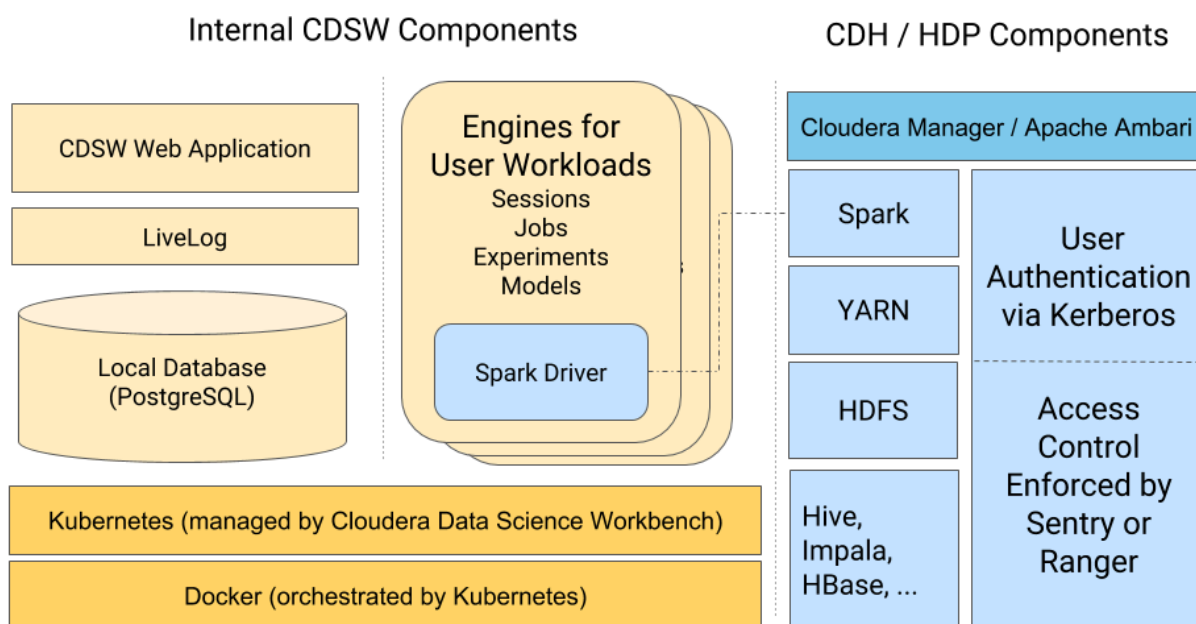 Internal CDSW Components
CDH / HDP Components
CDSW Web Application
LiveLog
Local Database
(PostgreSQL)
Engines for
User Workloads
Sessions
Jobs
Experiments
Models
Spark Driver
Kubernetes (managed by Cloudera Data Science Workbench)
Docker (orchestrated by Kubernetes)
Cloudera Manager / Apache Ambari
Spark
YARN
HDFS
Hive,
Impala,
HBase, ...
User
Authentication
via Kerberos
Access
Control
Enforced by
Sentry or
Ranger